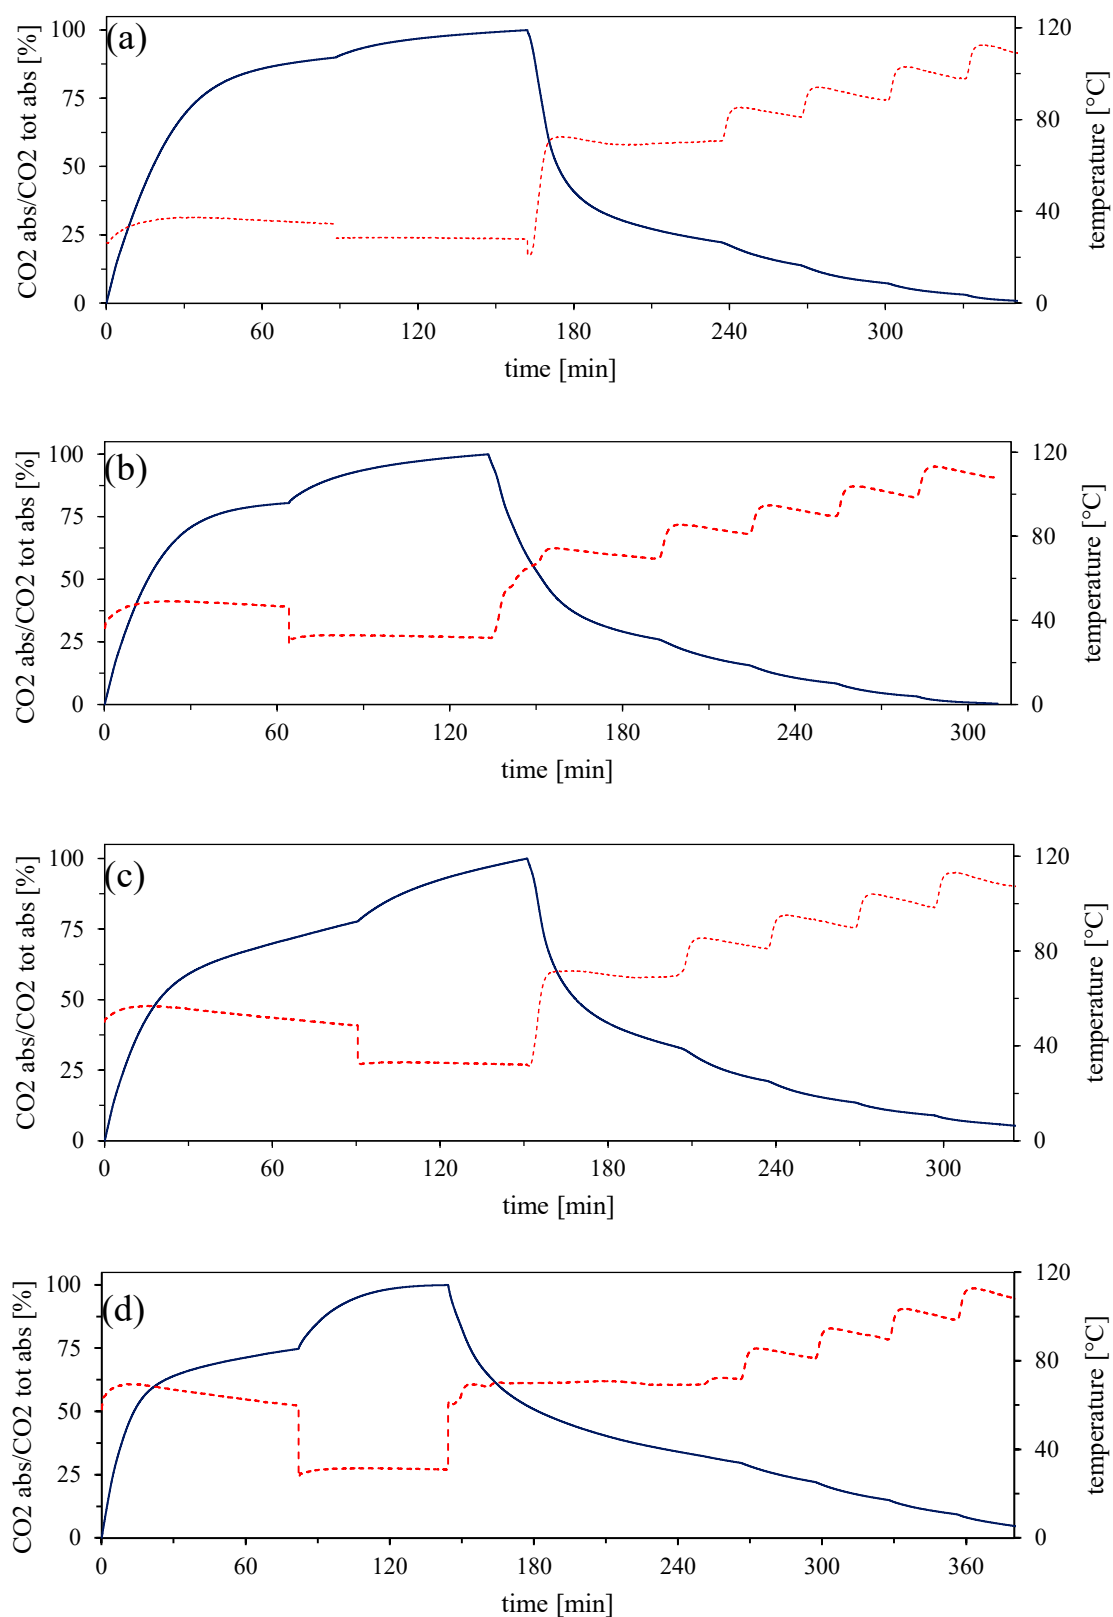 (a)
CO2 abs/CO2 tot abs [%]
100
75
50
25
0
120
80
40
0
temperature [°C]
0 60 120 180 240 300
time [min]
(b)
CO2 abs/CO2 tot abs [%]
100
75
50
25
0
120
80
40
0
temperature [°C]
0 60 120 180 240 300
time [min]
(c)
CO2 abs/CO2 tot abs [%]
100
75
50
25
0
120
80
40
0
temperature [°C]
0 60 120 180 240 300
time [min]
(d)
CO2 abs/CO2 tot abs [%]
100
75
50
25
0
120
80
40
0
temperature [°C]
0 60 120 180 240 300 360
time [min]